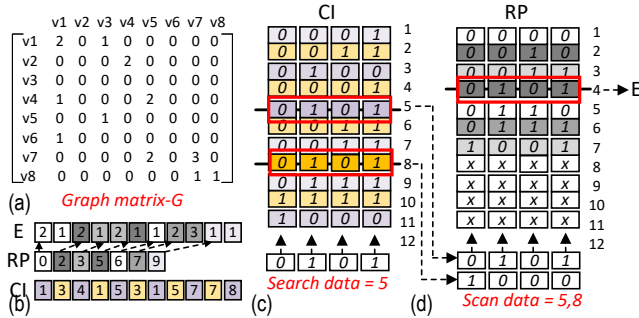 v1 v2 v3 v4 v5 v6 v7 v8
v1 2 0 1 0 0 0 0 0
v2 0 0 0 2 0 0 0 0
v3 0 0 0 0 0 0 0 0
v4 1 0 0 0 2 0 0 0
v5 0 0 1 0 0 0 0 0
v6 1 0 0 0 0 0 0 0
v7 0 0 0 0 2 0 3 0
v8 0 0 0 0 0 0 1 1
(a) Graph matrix-G
E 2 1 2 1 2 1 1 2 3 1 1
RP 0 2 3 5 6 7 9
CI 1 3 4 1 5 3 1 5 7 7 8
(b)
CI
0 0 0 1 1
0 0 1 1 2
0 1 0 0 3
0 0 0 1 4
0 1 0 1 5
0 0 1 1 6
0 0 0 1 7
0 1 0 1 8
0 1 1 1 9
1 1 1 1 10
1 0 0 0 11
12
0 1 0 1
(c) Search data = 5
RP
0 0 0 0 1
0 0 1 0 2
0 0 1 1 3
0 1 0 1 4 E
0 1 1 0 5
0 1 1 1 6
1 0 0 1 7
x x x x 8
x x x x 9
x x x x 10
x x x x 11
12
0 1 0 1
1 0 0 0
(d) Scan data = 5,8